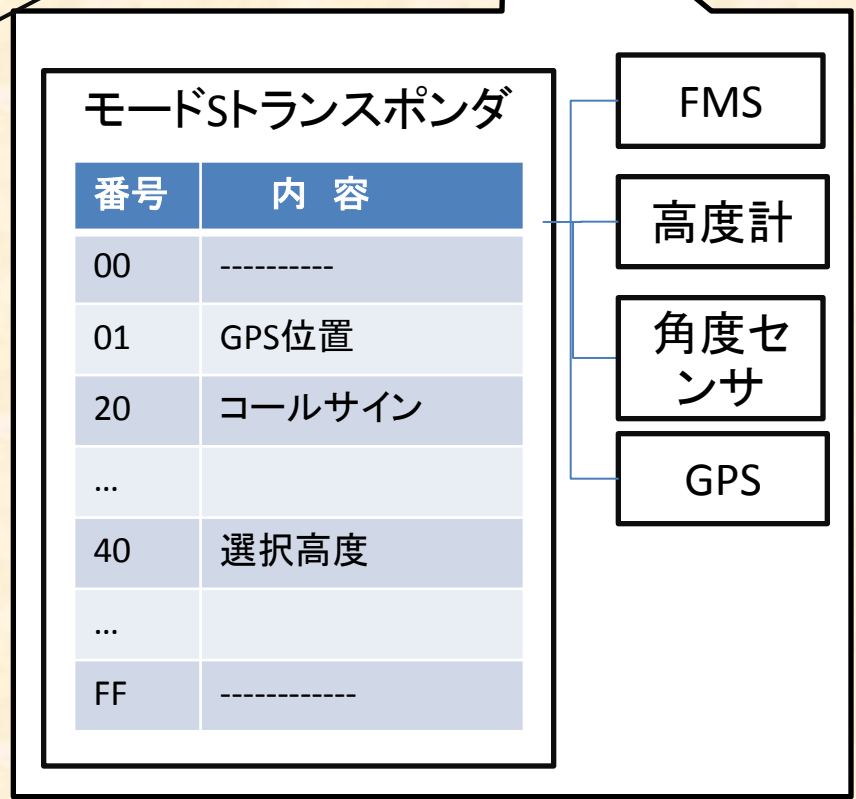 モードSトランスポンダ
番号 内 容
00 ----------
01 GPS位置
20 コールサイン
…
40 選択高度
…
FF ------------
FMS
高度計
角度セ
ンサ
GPS